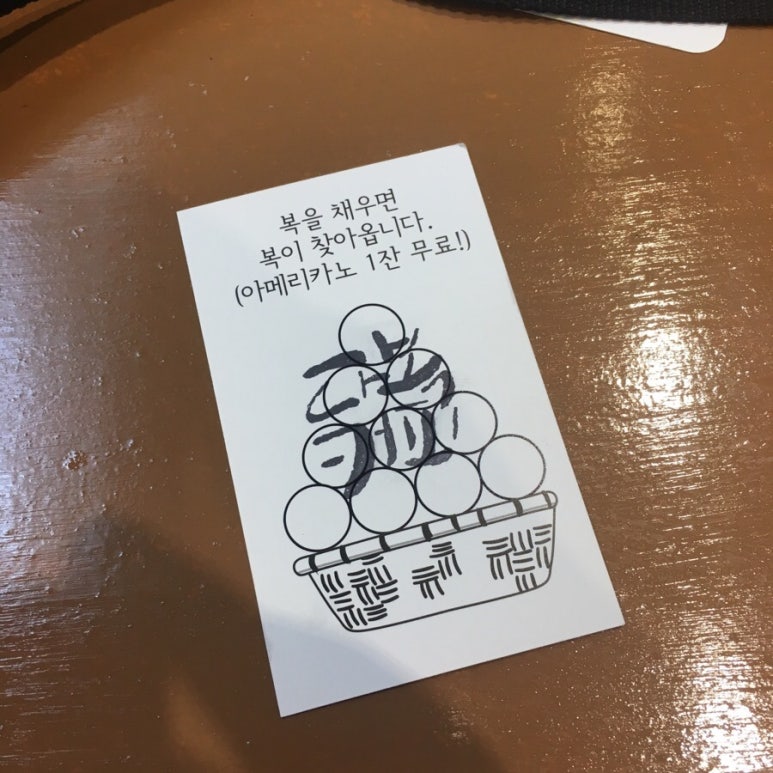 복을 채우면
복이 찾아옵니다.
(아메리카노 1잔 무료!)